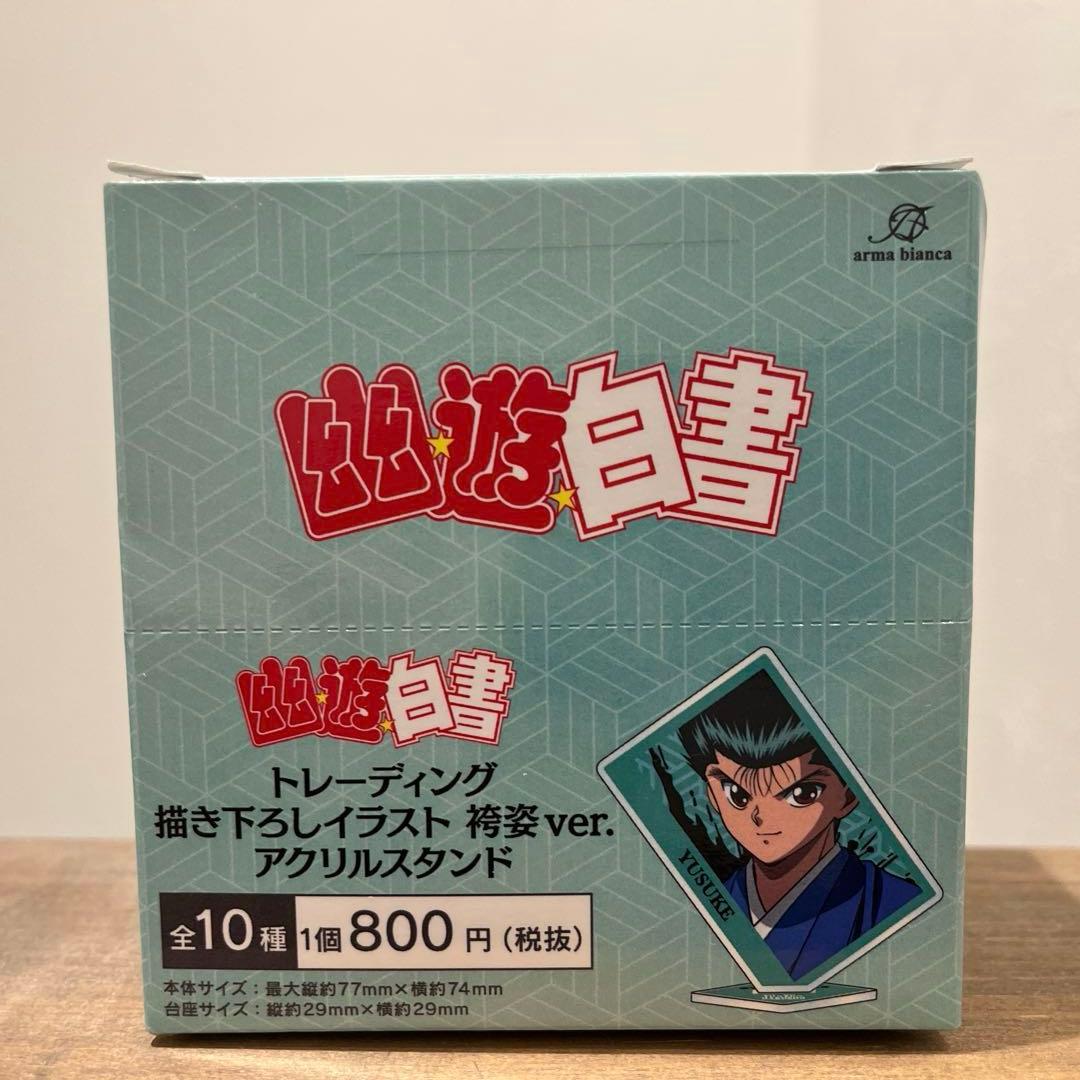 arma bianca
幽遊白書
幽遊白書
トレーディング
描き下ろしイラスト 袴姿ver.
アクリルスタンド
全10種 1個800円(税抜)
本体サイズ:最大縦約77mm×横約74mm
台座サイズ:縦約29mm×横約29mm
YUSUKE